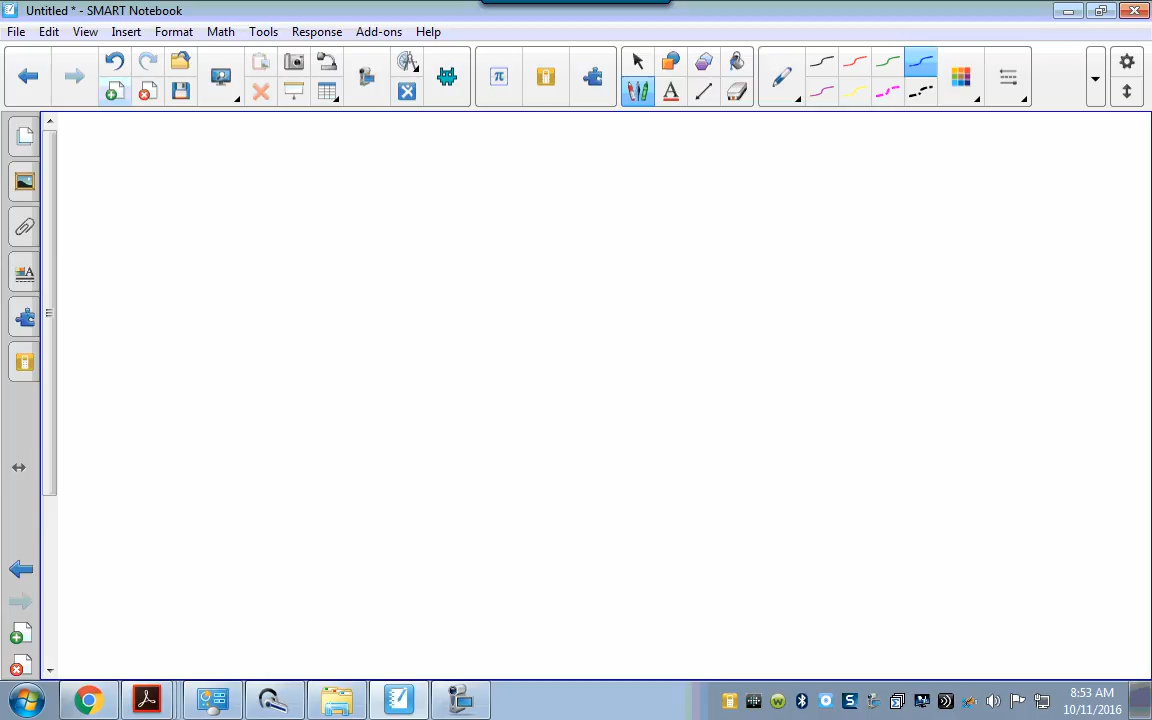 Untitled * - SMART Notebook
File Edit View Insert Format Math Tools Response Add-ons Help
π
A
A
8:53 AM
10/11/2016